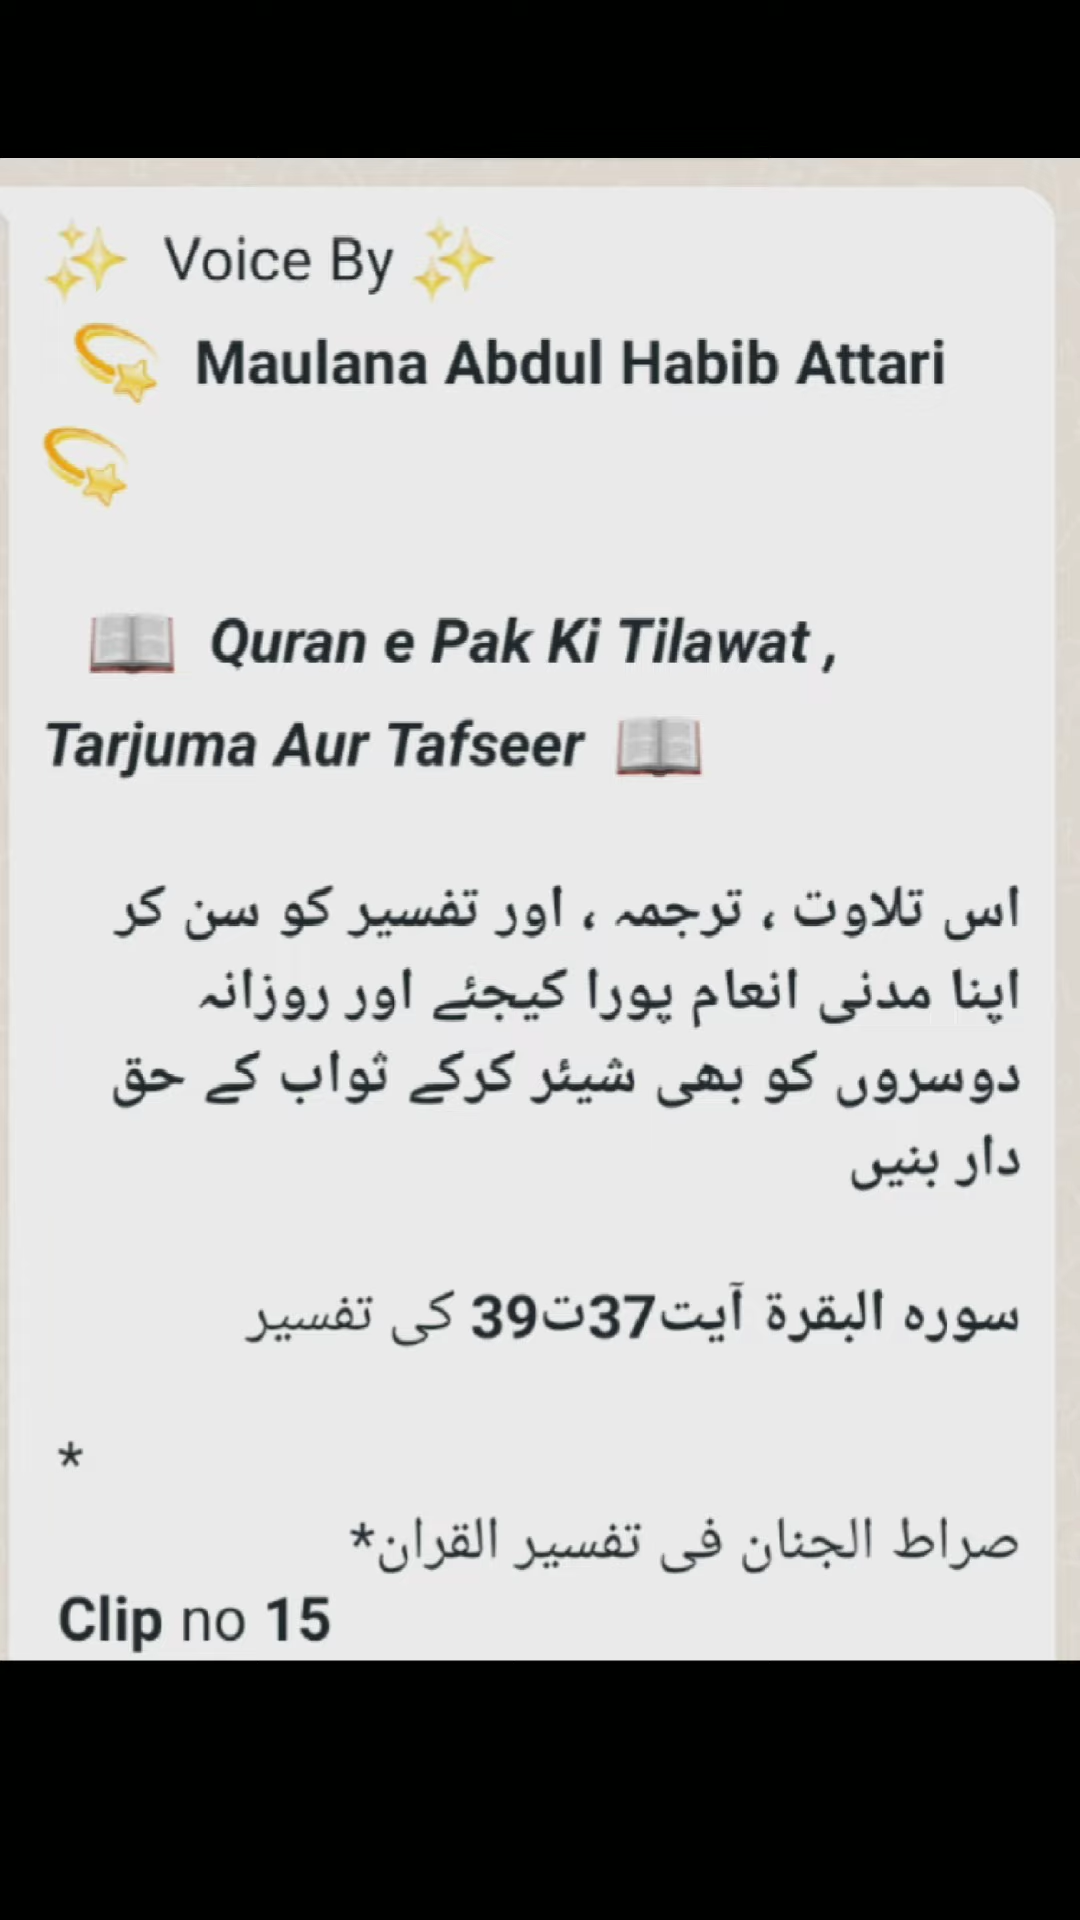 ✨ Voice By ✨
💫 Maulana Abdul Habib Attari
💫
📖 Quran e Pak Ki Tilawat ,
Tarjuma Aur Tafseer 📖
اس تلاوت ، ترجمہ ، اور تفسیر کو سن کر
اپنا مدنی انعام پورا کیجئے اور روزانہ
دوسروں کو بھی شیئر کرکے ثواب کے حق
دار بنیں
سورہ البقرة آیت37ت39 کی تفسیر
*
صراط الجنان فی تفسیر القران*
Clip no 15